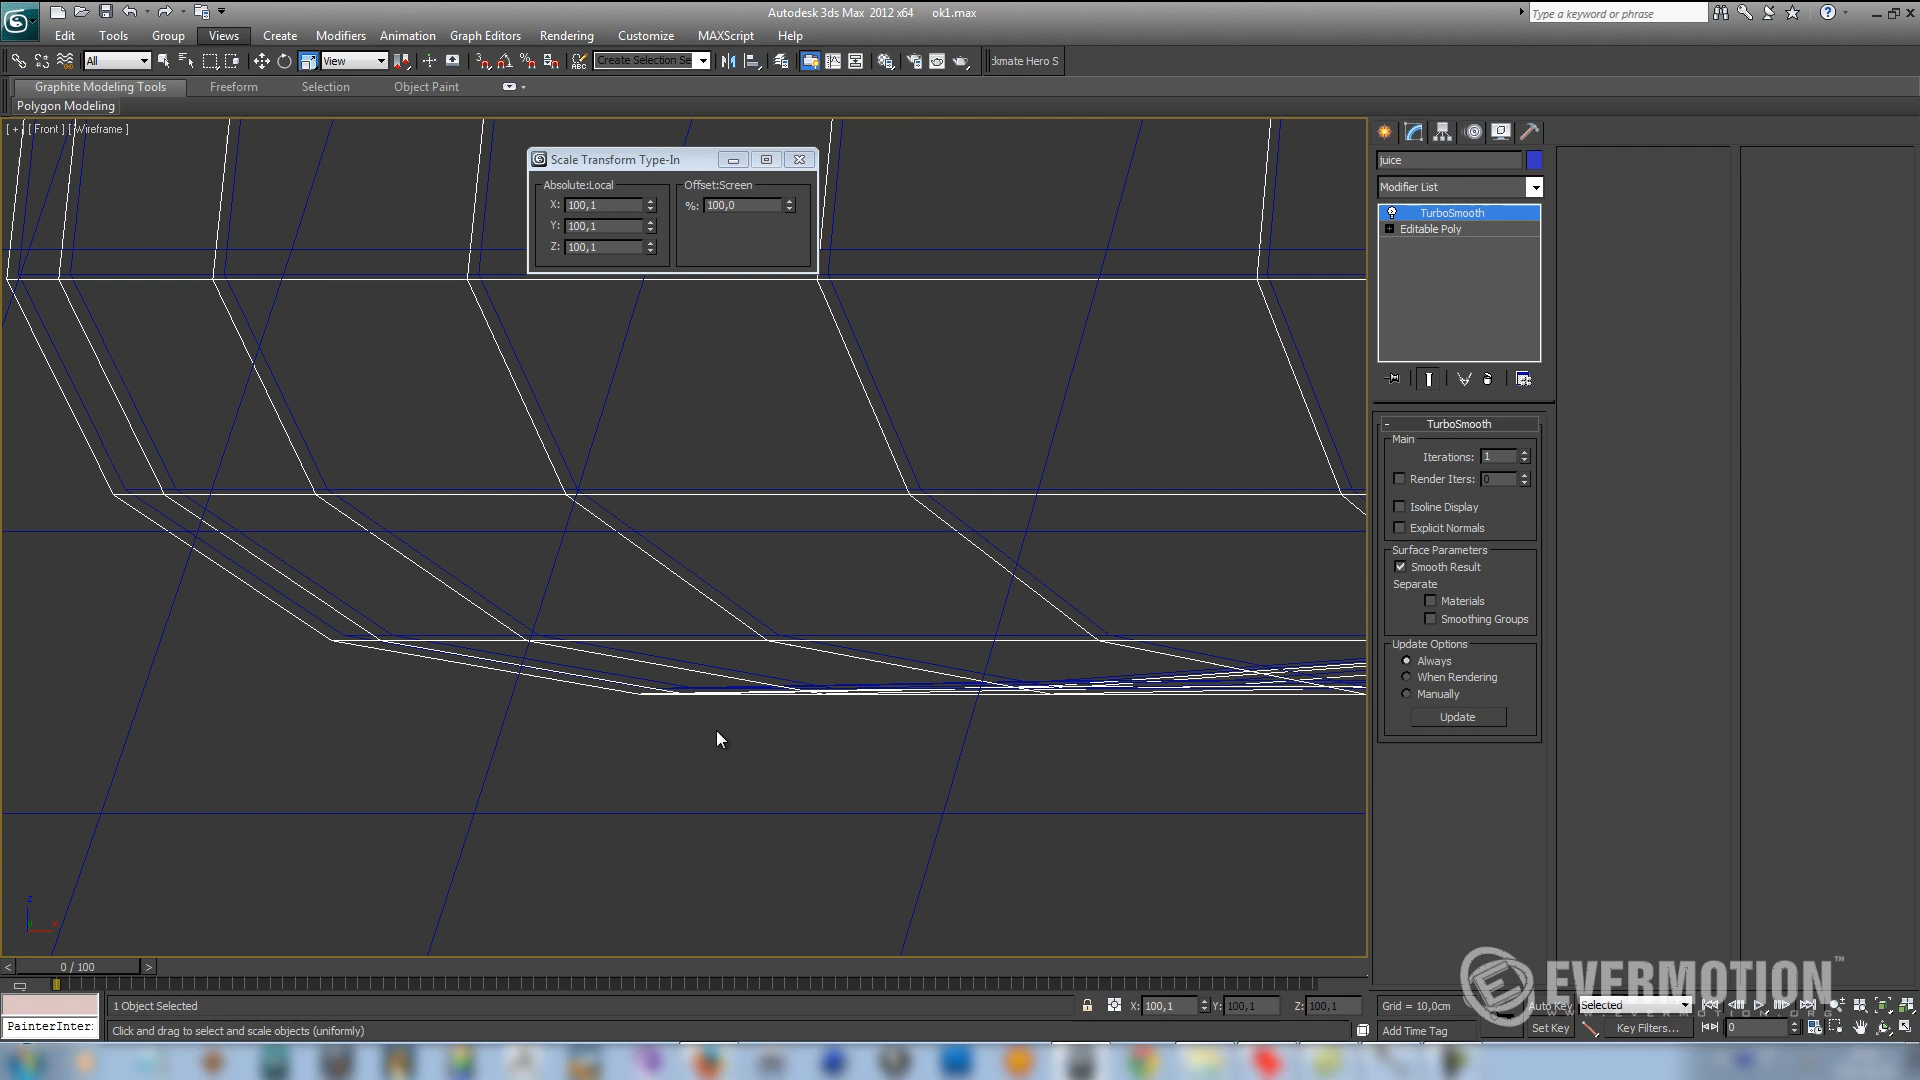 Autodesk 3ds Max 2012 x64 ok1.max
Type a keyword or phrase
Edit Tools Group Views Create Modifiers Animation Graph Editors Rendering Customize MAXScript Help
All View Create Selection Se kmate Hero S
Graphite Modeling Tools Freeform Selection Object Paint
Polygon Modeling
[ + ] [ Front ] [ Wireframe ]
Scale Transform Type-In
Absolute:Local Offset:Screen
X: 100,1 %: 100,0
Y: 100,1
Z: 100,1
juice
Modifier List
TurboSmooth
Editable Poly
- TurboSmooth
Main
Iterations: 1
Render Iters: 0
Isoline Display
Explicit Normals
Surface Parameters
Smooth Result
Separate
Materials
Smoothing Groups
Update Options
Always
When Rendering
Manually
Update
< 0 / 100 >
EVERMOTION™
WWW.EVERMOTION.ORG
1 Object Selected X: 100,1 Y: 100,1 Z: 100,1 Grid = 10,0cm Auto Key Selected
PainterInter: Click and drag to select and scale objects (uniformly) Add Time Tag Set Key Key Filters... 0